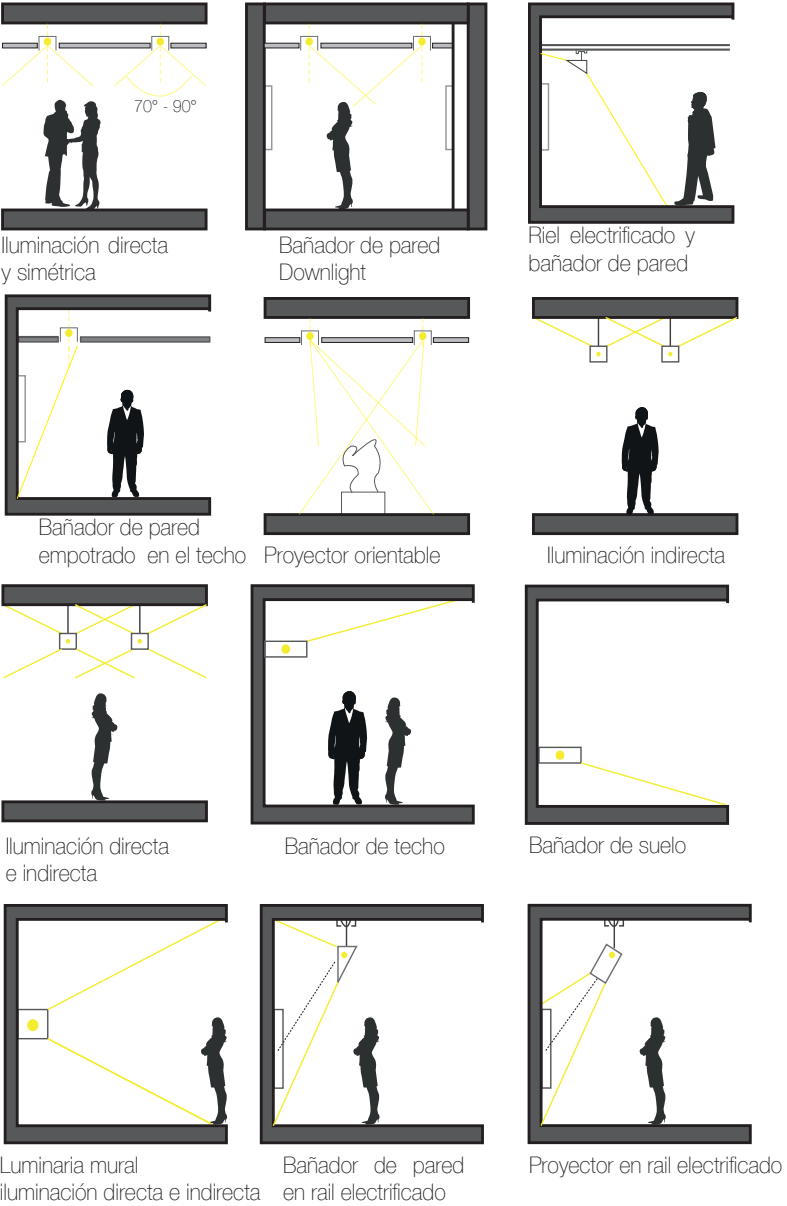 70° - 90°
Iluminación directa
y simétrica
Bañador de pared
Downlight
Riel electrificado y
bañador de pared
Bañador de pared
empotrado en el techo
Proyector orientable
Iluminación indirecta
Iluminación directa
e indirecta
Bañador de techo
Bañador de suelo
Luminaria mural
iluminación directa e indirecta
Bañador de pared
en rail electrificado
Proyector en rail electrificado